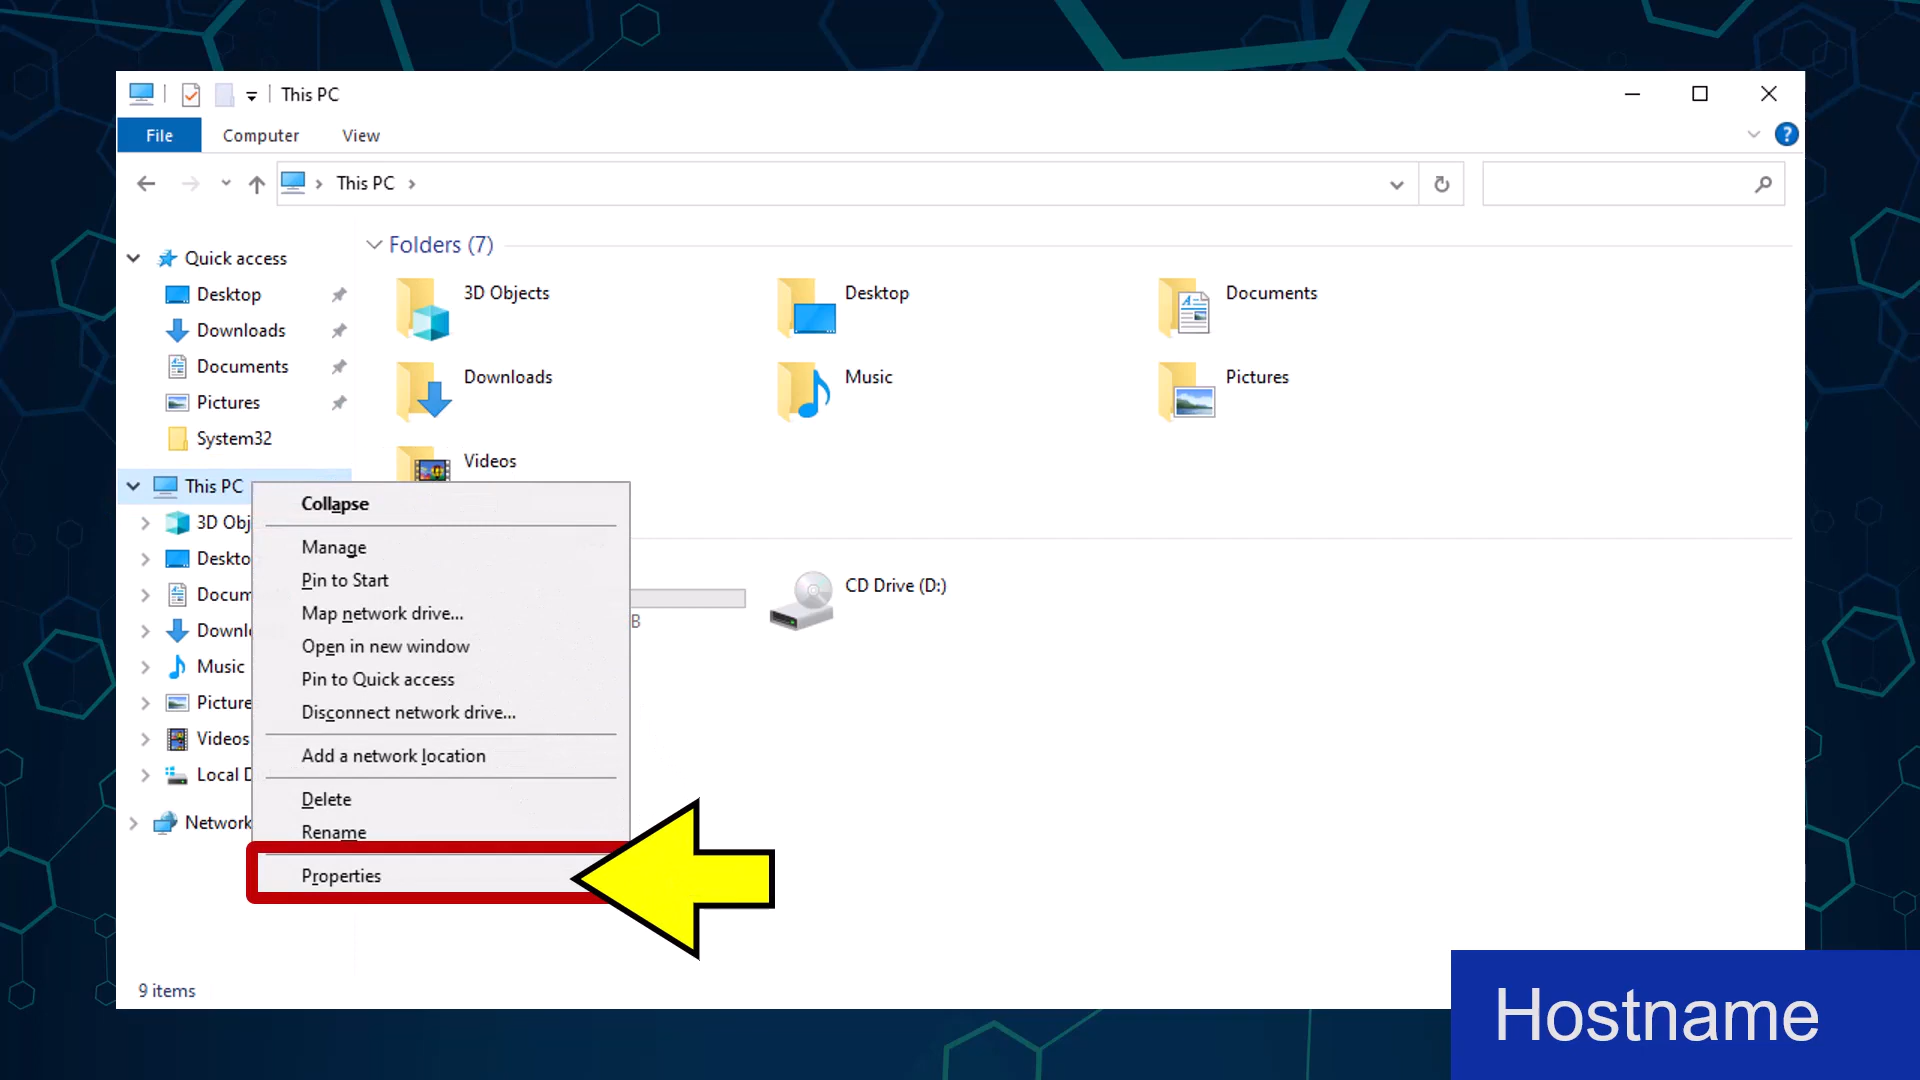 This PC
File
Computer
View
This PC
Quick access
Desktop
Downloads
Documents
Pictures
System32
This PC
3D Obj
Deskto
Docum
Downl
Music
Picture
Videos
Local D
Network
Folders (7)
3D Objects
Desktop
Documents
Downloads
Music
Pictures
Videos
CD Drive (D:)
B
Collapse
Manage
Pin to Start
Map network drive...
Open in new window
Pin to Quick access
Disconnect network drive...
Add a network location
Delete
Rename
Properties
9 items
Hostname